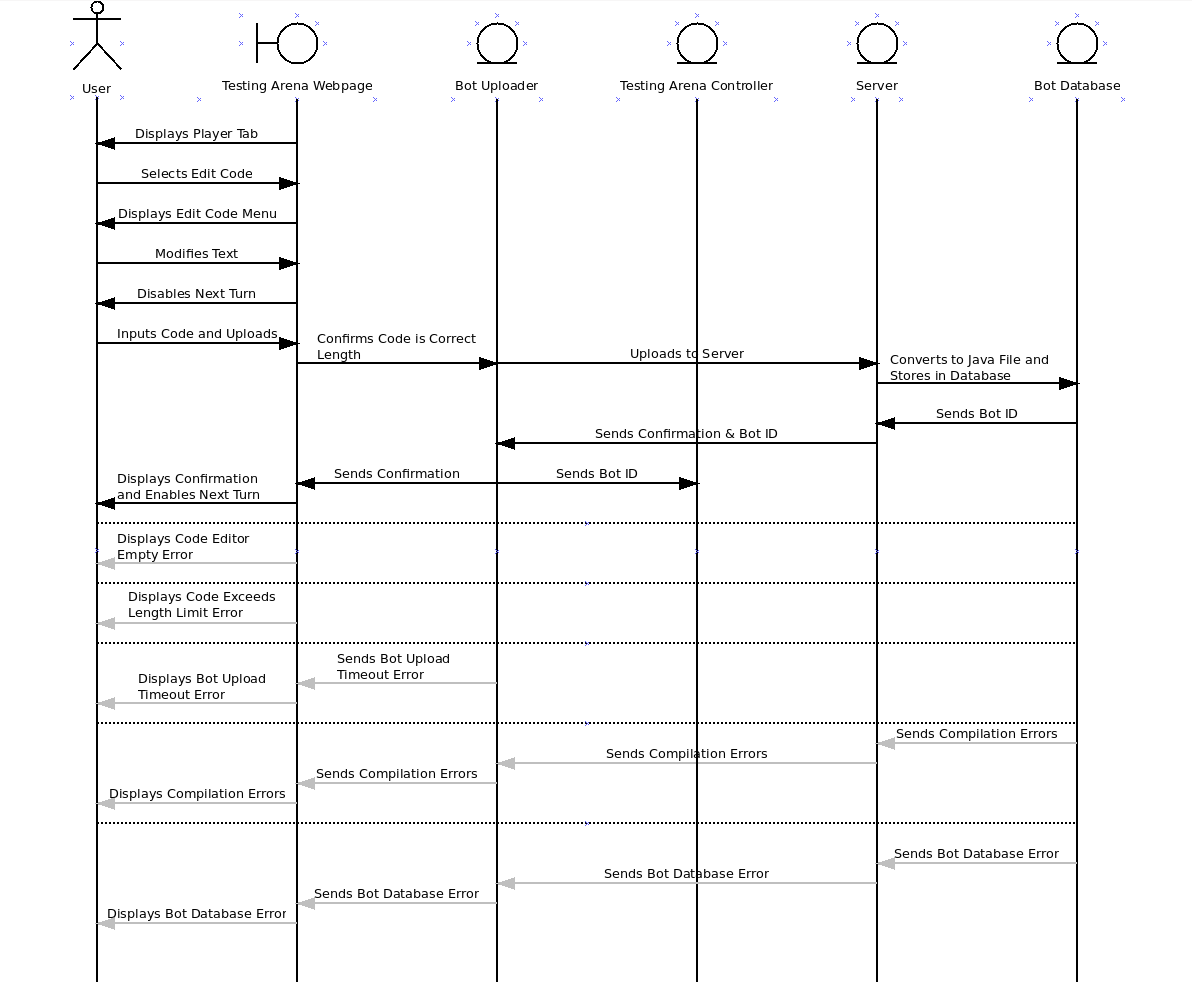 User
Testing Arena Webpage
Bot Uploader
Testing Arena Controller
Server
Bot Database
Displays Player Tab
Selects Edit Code
Displays Edit Code Menu
Modifies Text
Disables Next Turn
Inputs Code and Uploads
Confirms Code is Correct
Length
Uploads to Server
Converts to Java File and
Stores in Database
Sends Bot ID
Sends Confirmation & Bot ID
Sends Confirmation
Sends Bot ID
Displays Confirmation
and Enables Next Turn
Displays Code Editor
Empty Error
Displays Code Exceeds
Length Limit Error
Sends Bot Upload
Timeout Error
Displays Bot Upload
Timeout Error
Sends Compilation Errors
Sends Compilation Errors
Sends Compilation Errors
Displays Compilation Errors
Sends Bot Database Error
Sends Bot Database Error
Sends Bot Database Error
Displays Bot Database Error